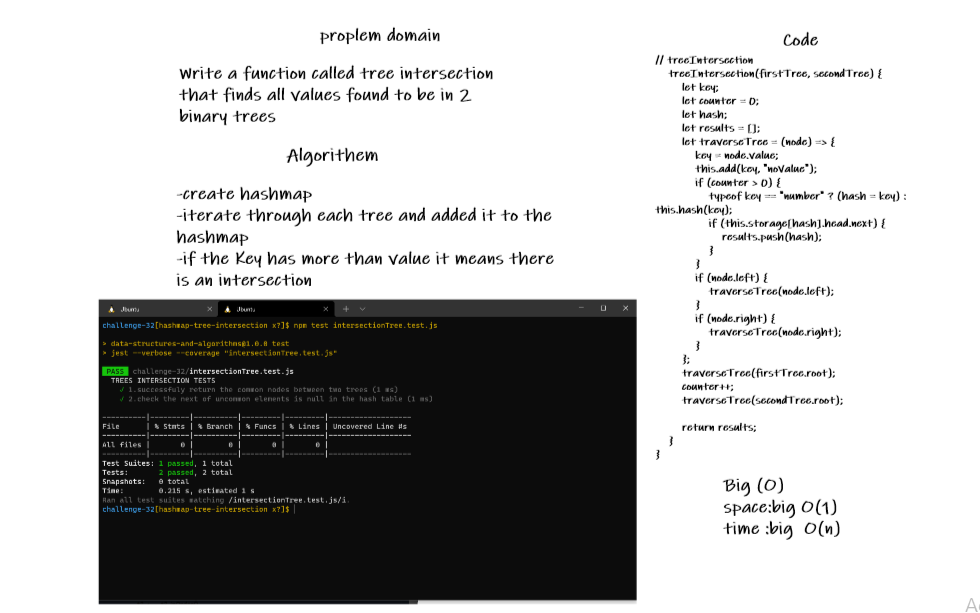 proplem domain
Write a function called tree intersection
that finds all values found to be in 2
binary trees
Algorithem
-create hashmap
-iterate through each tree and added it to the
hashmap
-if the Key has more than value it means there
is an intersection
Ubuntu
Ubuntu
challenge-32[hashmap-tree-intersection x7]$ npm test intersectionTree.test.js
> data-structures-and-algorithms@1.0.0 test
> jest --verbose --coverage "intersectionTree.test.js"
PASS challenge-32/intersectionTree.test.js
TREES INTERSECTION TESTS
✓ 1.successfuly return the common nodes between two trees (1 ms)
✓ 2.check the next of uncommon elements is null in the hash table (1 ms)
----------|---------|----------|---------|---------|-------------------
File | % Stmts | % Branch | % Funcs | % Lines | Uncovered Line #s
----------|---------|----------|---------|---------|-------------------
All files | 0 | 0 | 0 | 0 |
----------|---------|----------|---------|---------|-------------------
Test Suites: 1 passed, 1 total
Tests: 2 passed, 2 total
Snapshots: 0 total
Time: 0.215 s, estimated 1 s
Ran all test suites matching /intersectionTree.test.js/i.
challenge-32[hashmap-tree-intersection x7]$
Code
// treeIntersection
treeIntersection(firstTree, secondTree) {
let key;
let counter = 0;
let hash;
let results = [];
let traverseTree = (node) => {
key = node.value;
this.add(key, "noValue");
if (counter > 0) {
typeof key == "number" ? (hash = key) :
this.hash(key);
if (this.storage[hash].head.next) {
results.push(hash);
}
}
if (node.left) {
traverseTree(node.left);
}
if (node.right) {
traverseTree(node.right);
}
};
traverseTree(firstTree.root);
counter++;
traverseTree(secondTree.root);
return results;
}
}
Big (O)
space:big O(1)
time :big O(n)